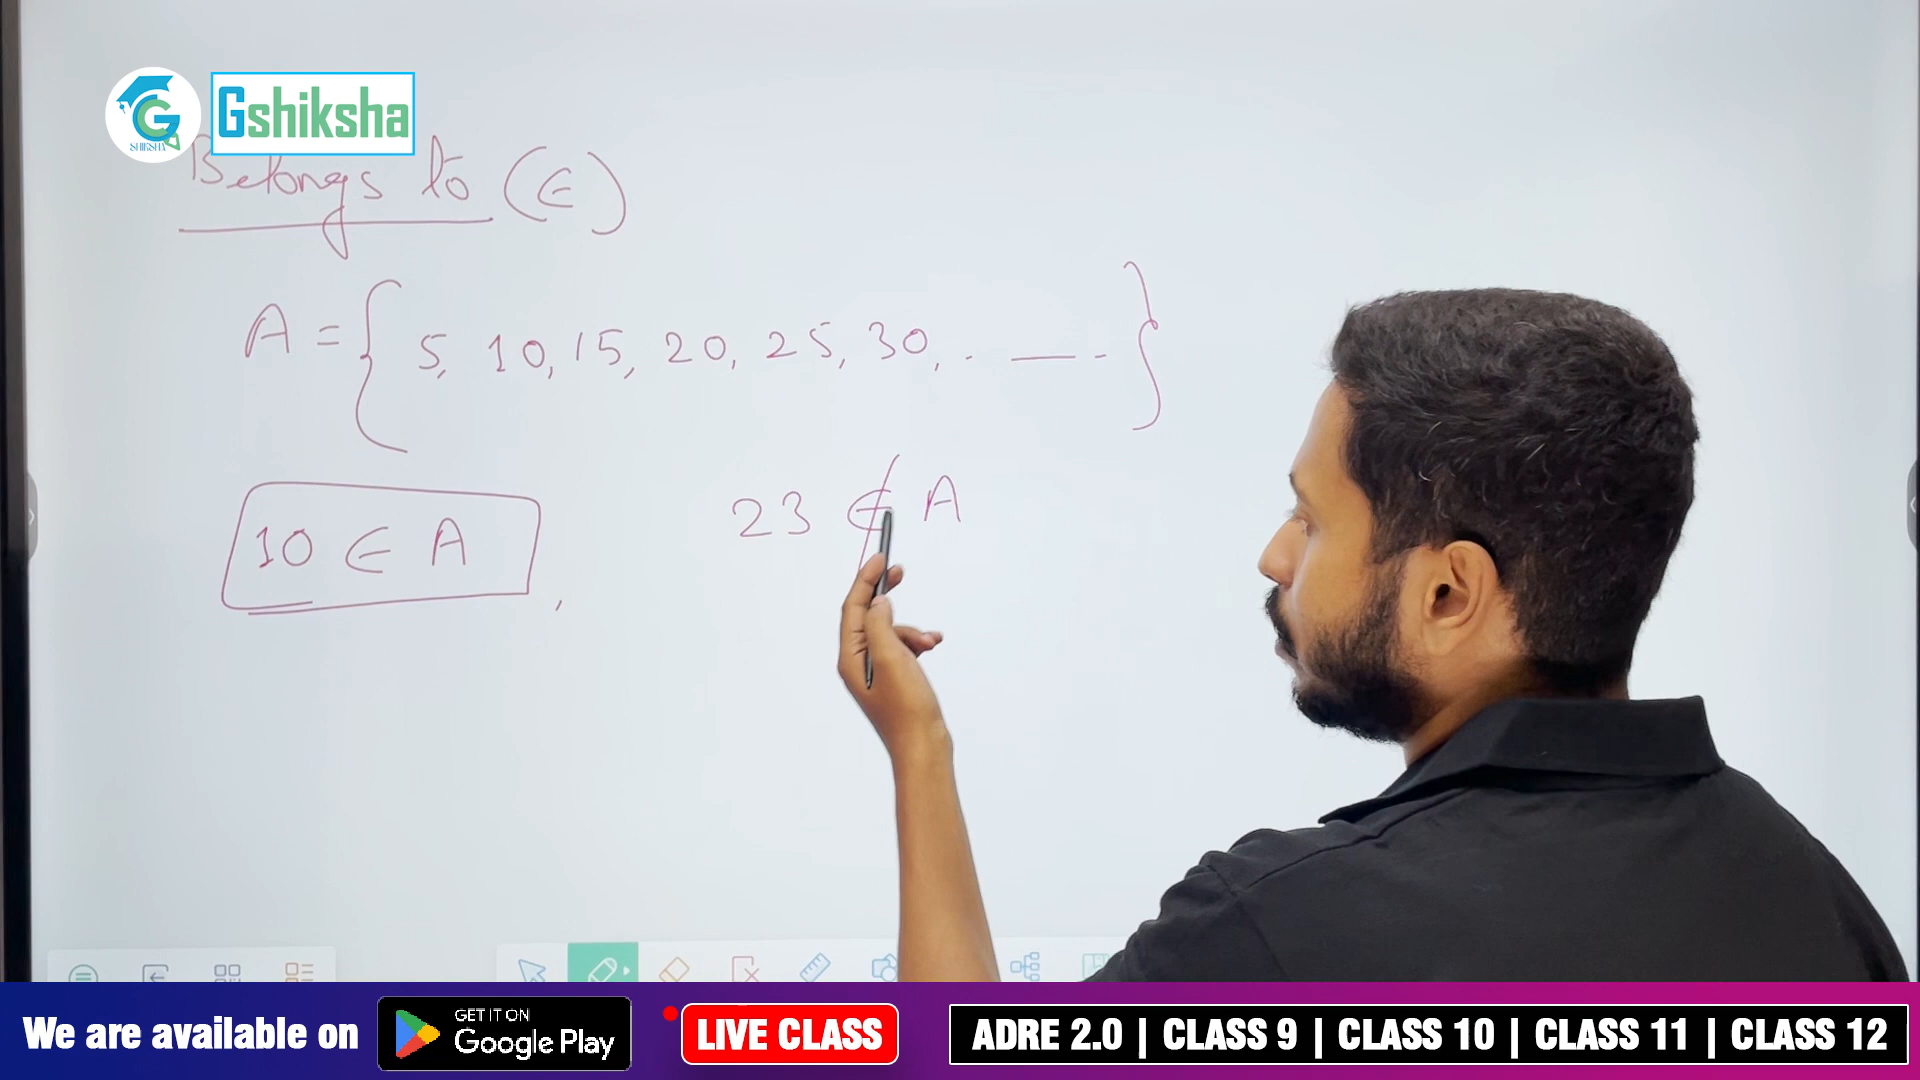 SHIKSHA
Gshiksha
Belongs to (∈)
A = { 5, 10, 15, 20, 25, 30, . — - }
10 ∈ A ,
23 ∉ A
We are available on
GET IT ON
Google Play
LIVE CLASS
ADRE 2.0 | CLASS 9 | CLASS 10 | CLASS 11 | CLASS 12